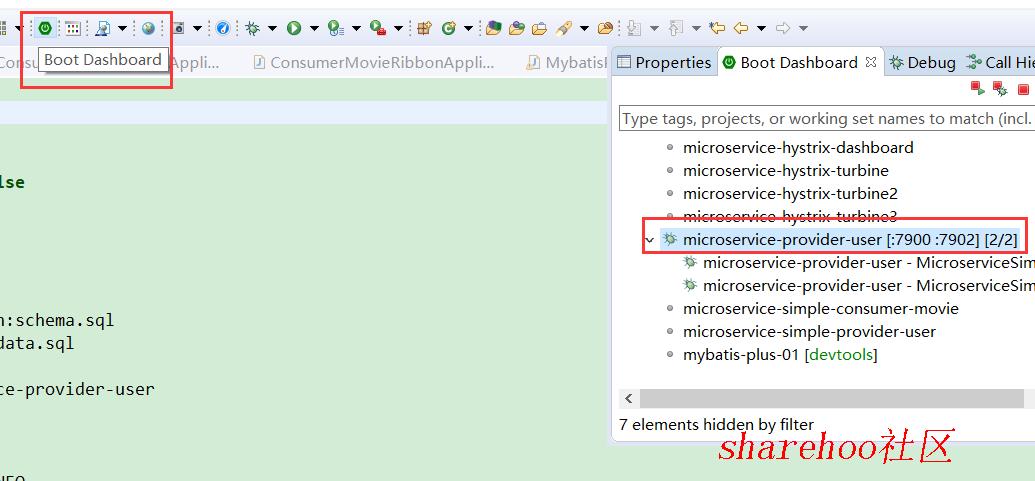 Boot Dashboard
Appli...
ConsumerMovieRibbonAppli...
lse
:schema.sql
data.sql
ce-provider-user
Properties
Boot Dashboard
Debug
Call Hie
Type tags, projects, or working set names to match (incl.
microservice-hystrix-dashboard
microservice-hystrix-turbine
microservice-hystrix-turbine2
microservice-hystrix-turbine3
microservice-provider-user [:7900 :7902] [2/2]
microservice-provider-user - MicroserviceSim
microservice-provider-user - MicroserviceSim
microservice-simple-consumer-movie
microservice-simple-provider-user
mybatis-plus-01 [devtools]
7 elements hidden by filter
sharehoo社区